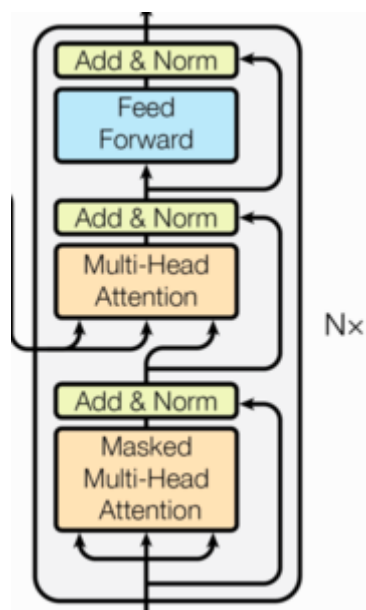 Add & Norm
Feed
Forward
Add & Norm
Multi-Head
Attention
N×
Add & Norm
Masked
Multi-Head
Attention